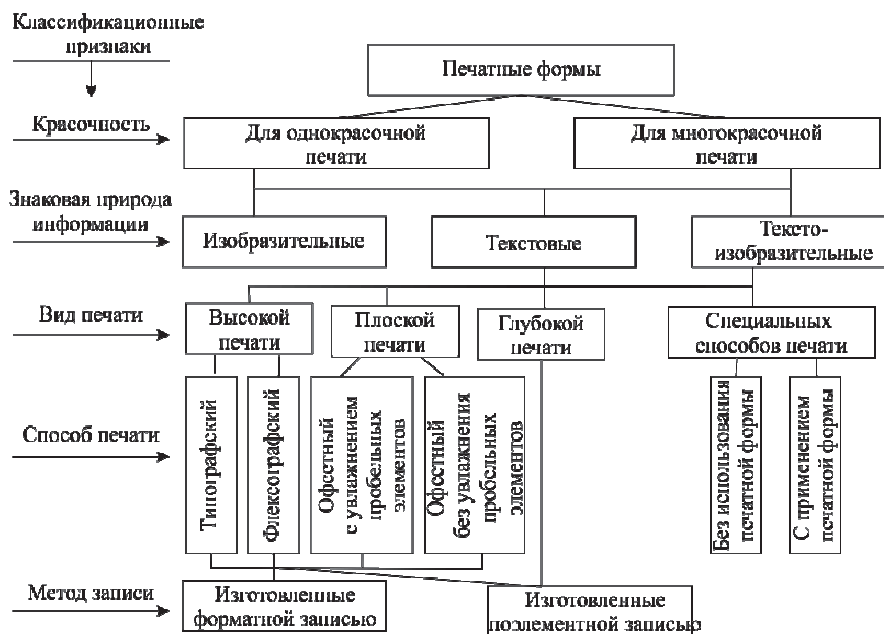 Классификационные
признаки
Печатные формы
Красочность
Для однокрасочной
печати
Для многокрасочной
печати
Знаковая природа
информации
Изобразительные
Текстовые
Тексто-
изобразительные
Вид печати
Высокой
печати
Плоской
печати
Глубокой
печати
Специальных
способов печати
Способ печати
Типографский
Флексографский
Офсетный
с увлажнением
пробельных
элементов
Офсетный
без увлажнения
пробельных
элементов
Без использования
печатной формы
С применением
печатной формы
Метод записи
Изготовленные
форматной записью
Изготовленные
поэлементной записью